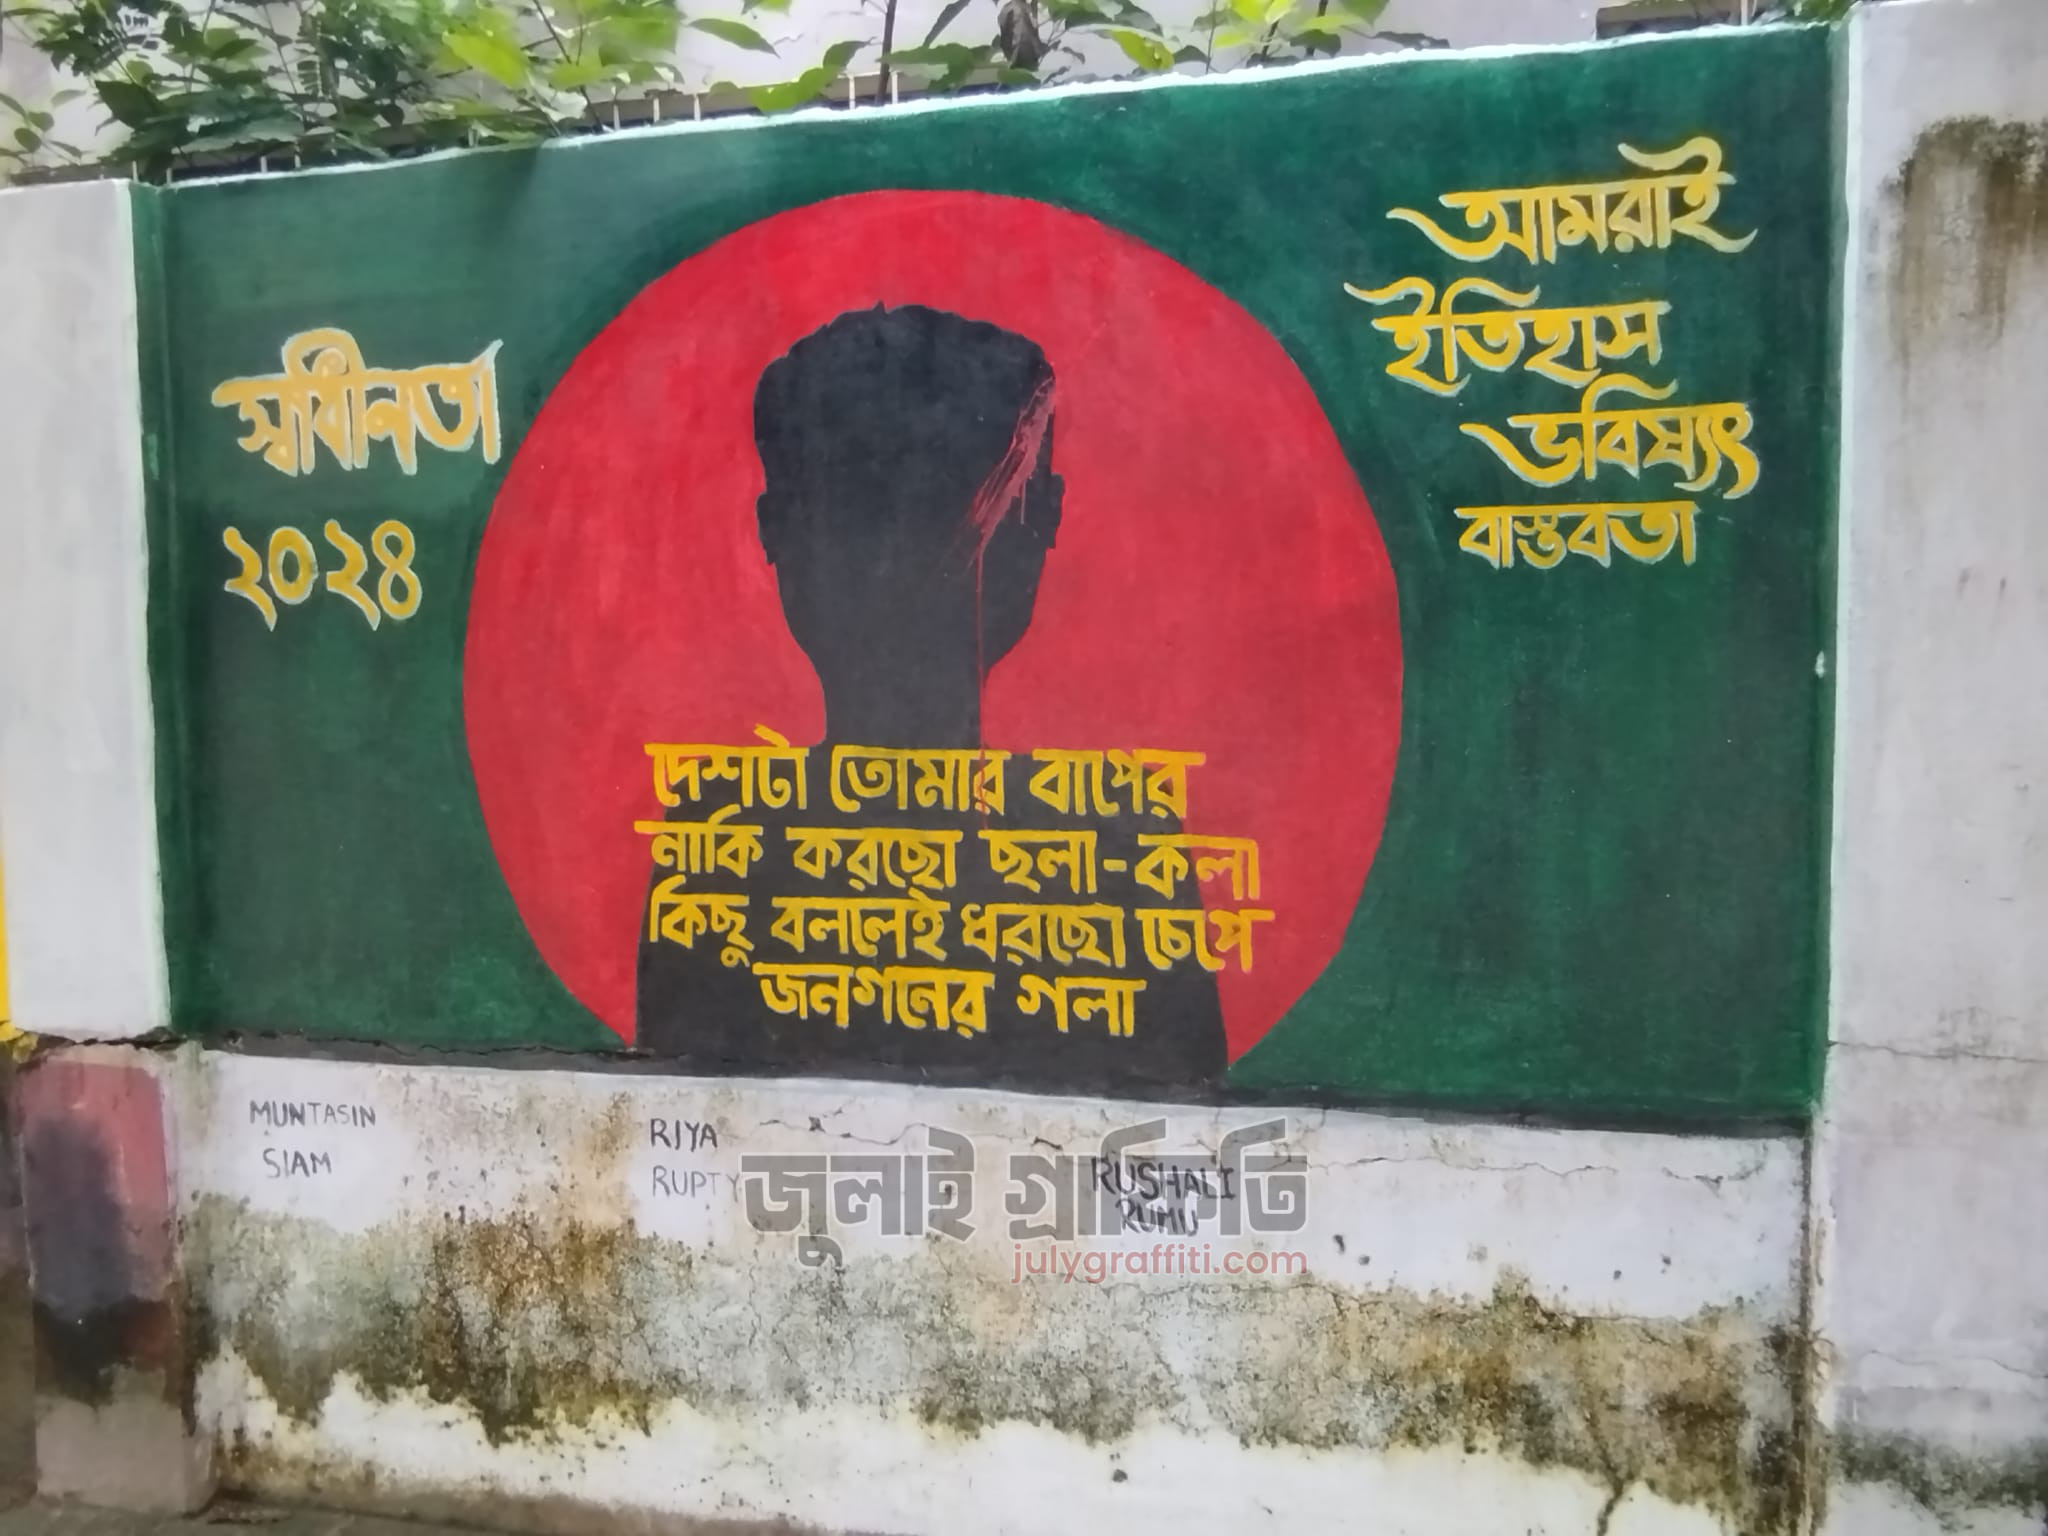 স্বাধীনতা
২০২৪
আমরাই
ইতিহাস
ভবিষ্যৎ
বাস্তবতা
দেশটা তোমার বাপের
নাকি করছো ছলা-কলা
কিছু বললেই ধরছো চেপে
জনগনের গলা
MUNTASIN
SIAM
RIYA
RUPTY
RUSHALI
RUMU
জুলাই গ্রাফিতি
julygraffiti.com